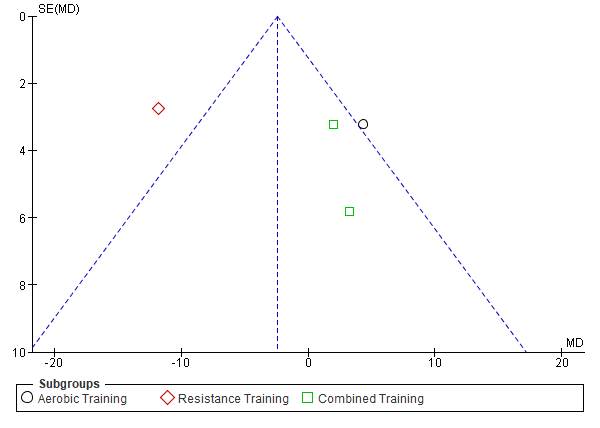 SE(MD)
0
2
4
6
8
10
-20 -10 0 10 20
MD
Subgroups
Aerobic Training Resistance Training Combined Training